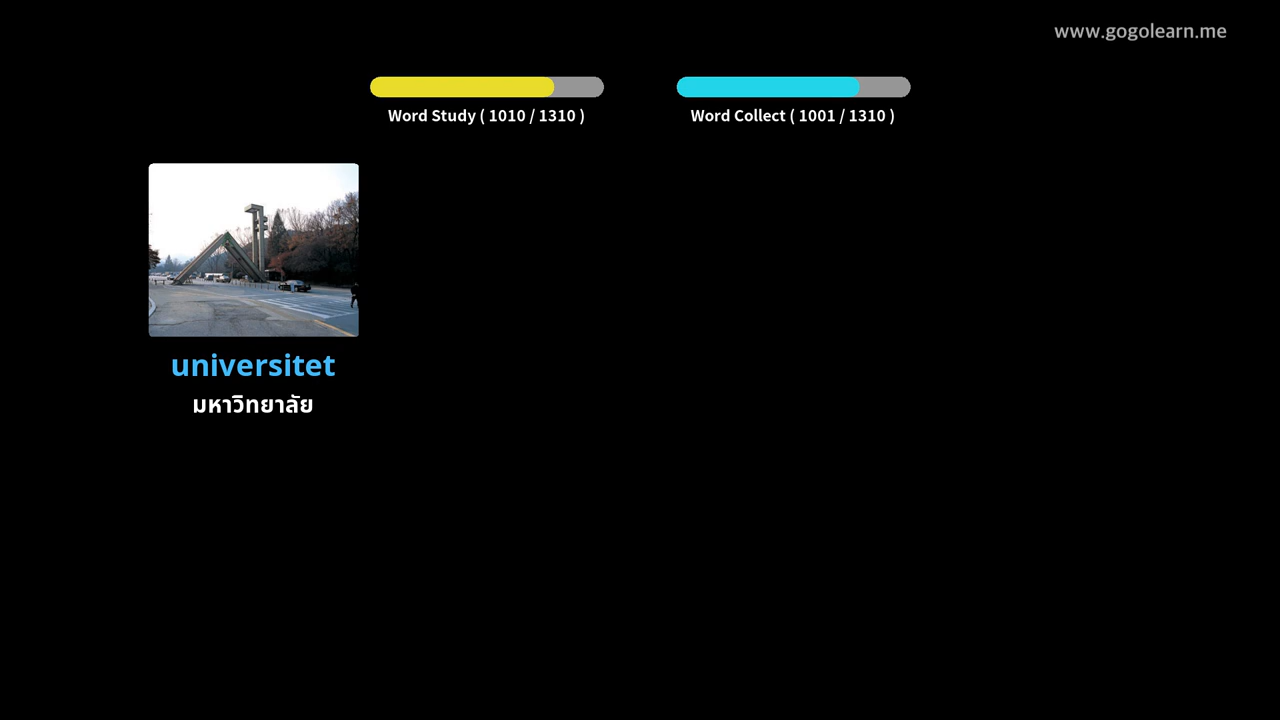 www.gogolearn.me
Word Study ( 1010 / 1310 )
Word Collect ( 1001 / 1310 )
universitet
มหาวิทยาลัย